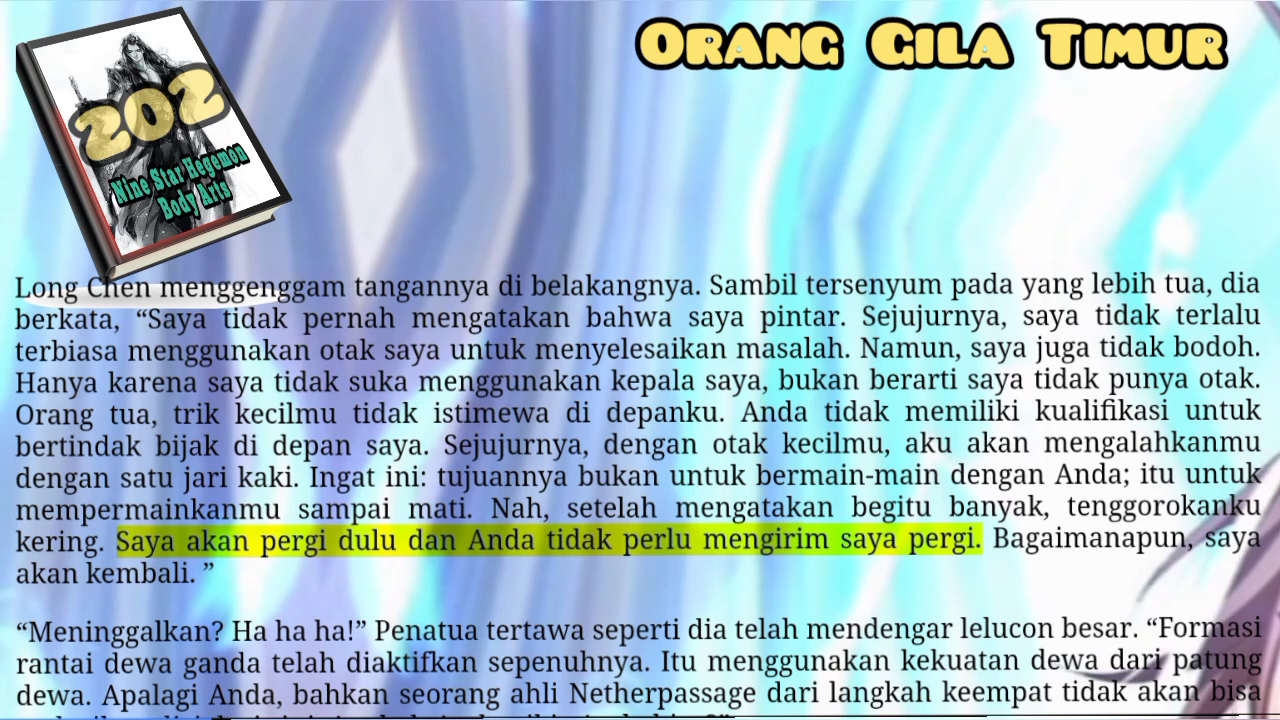 Orang Gila Timur
202
Nine Star Hegemon
Body Arts
Long Chen menggenggam tangannya di belakangnya. Sambil tersenyum pada yang lebih tua, dia
berkata, “Saya tidak pernah mengatakan bahwa saya pintar. Sejujurnya, saya tidak terlalu
terbiasa menggunakan otak saya untuk menyelesaikan masalah. Namun, saya juga tidak bodoh.
Hanya karena saya tidak suka menggunakan kepala saya, bukan berarti saya tidak punya otak.
Orang tua, trik kecilmu tidak istimewa di depanku. Anda tidak memiliki kualifikasi untuk
bertindak bijak di depan saya. Sejujurnya, dengan otak kecilmu, aku akan mengalahkanmu
dengan satu jari kaki. Ingat ini: tujuannya bukan untuk bermain-main dengan Anda; itu untuk
mempermainkanmu sampai mati. Nah, setelah mengatakan begitu banyak, tenggorokanku
kering. Saya akan pergi dulu dan Anda tidak perlu mengirim saya pergi. Bagaimanapun, saya
akan kembali. ”
“Meninggalkan? Ha ha ha!” Penatua tertawa seperti dia telah mendengar lelucon besar. “Formasi
rantai dewa ganda telah diaktifkan sepenuhnya. Itu menggunakan kekuatan dewa dari patung
dewa. Apalagi Anda, bahkan seorang ahli Netherpassage dari langkah keempat tidak akan bisa